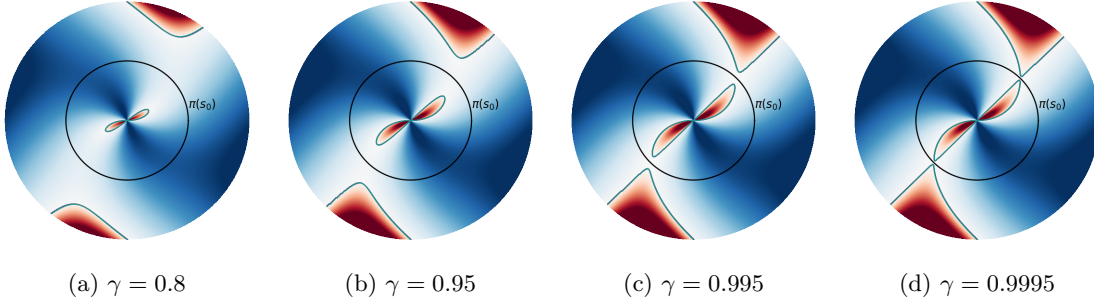 π(s₀) π(s₀) π(s₀) π(s₀)
(a) γ = 0.8 (b) γ = 0.95 (c) γ = 0.995 (d) γ = 0.9995